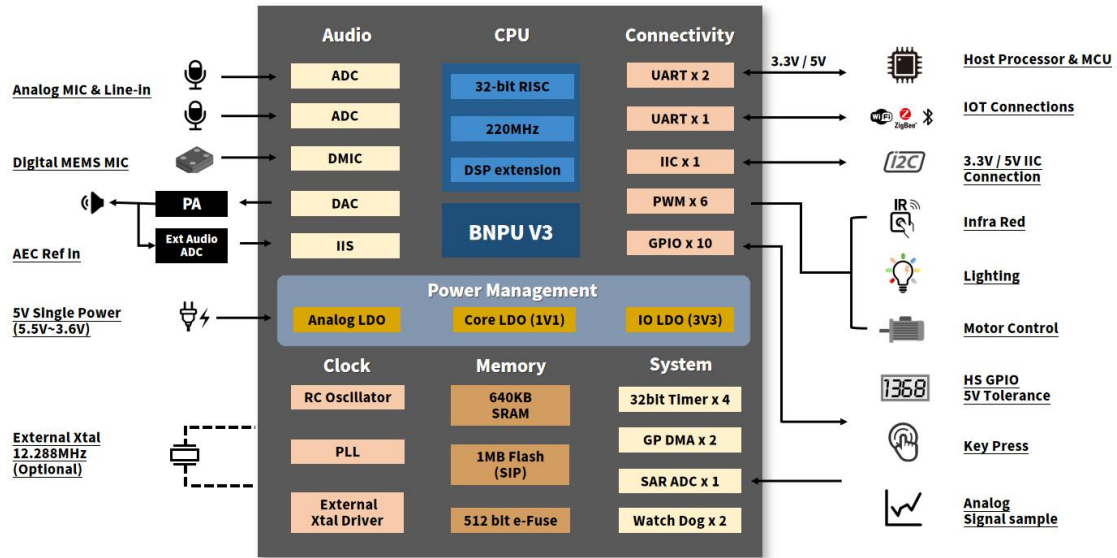 Audio
CPU
Connectivity
Analog MIC & Line-in
Digital MEMS MIC
AEC Ref in
5V Single Power
(5.5V~3.6V)
External Xtal
12.288MHz
(Optional)
PA
Ext Audio
ADC
ADC
ADC
DMIC
DAC
IIS
32-bit RISC
220MHz
DSP extension
BNPU V3
UART x 2
UART x 1
IIC x 1
PWM x 6
GPIO x 10
Power Management
Analog LDO
Core LDO (1V1)
IO LDO (3V3)
Clock
Memory
System
RC Oscillator
PLL
External
Xtal Driver
640KB
SRAM
1MB Flash
(SIP)
512 bit e-Fuse
32bit Timer x 4
GP DMA x 2
SAR ADC x 1
Watch Dog x 2
3.3V / 5V
Host Processor & MCU
WiFi
ZigBee
IOT Connections
I2C
3.3V / 5V IIC
Connection
IR
Infra Red
Lighting
Motor Control
1368
HS GPIO
5V Tolerance
Key Press
Analog
Signal sample